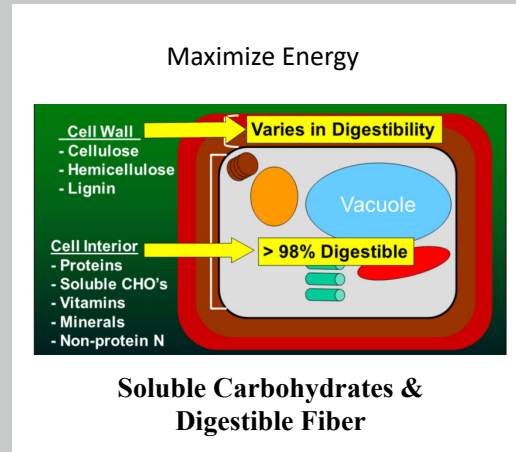 Maximize Energy
Cell Wall
- Cellulose
- Hemicellulose
- Lignin
Varies in Digestibility
Vacuole
Cell Interior
- Proteins
- Soluble CHO's
- Vitamins
- Minerals
- Non-protein N
> 98% Digestible
Soluble Carbohydrates &
Digestible Fiber